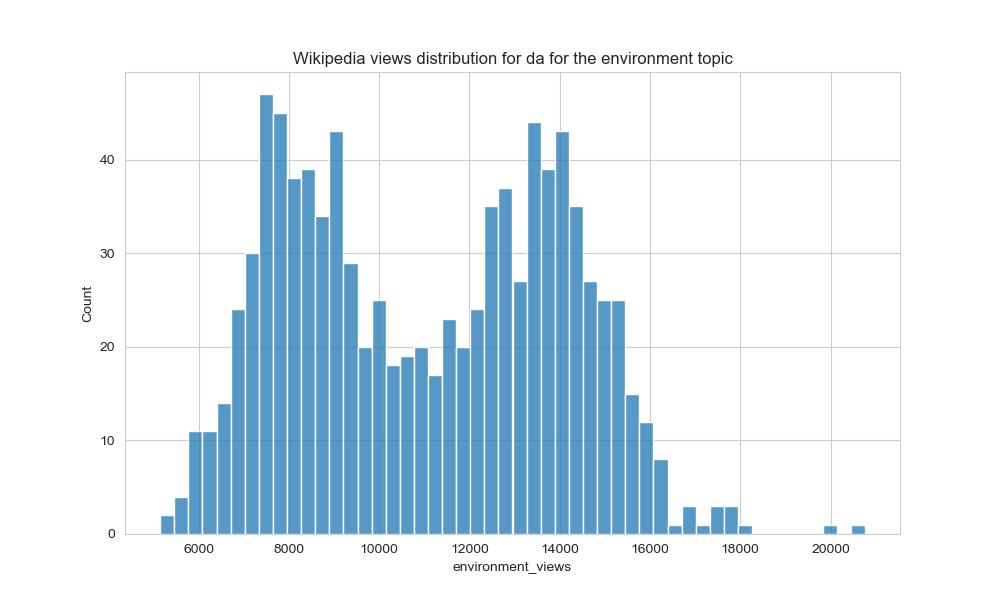 Wikipedia views distribution for da for the environment topic
40
30
20
10
0
Count
6000 8000 10000 12000 14000 16000 18000 20000
environment_views